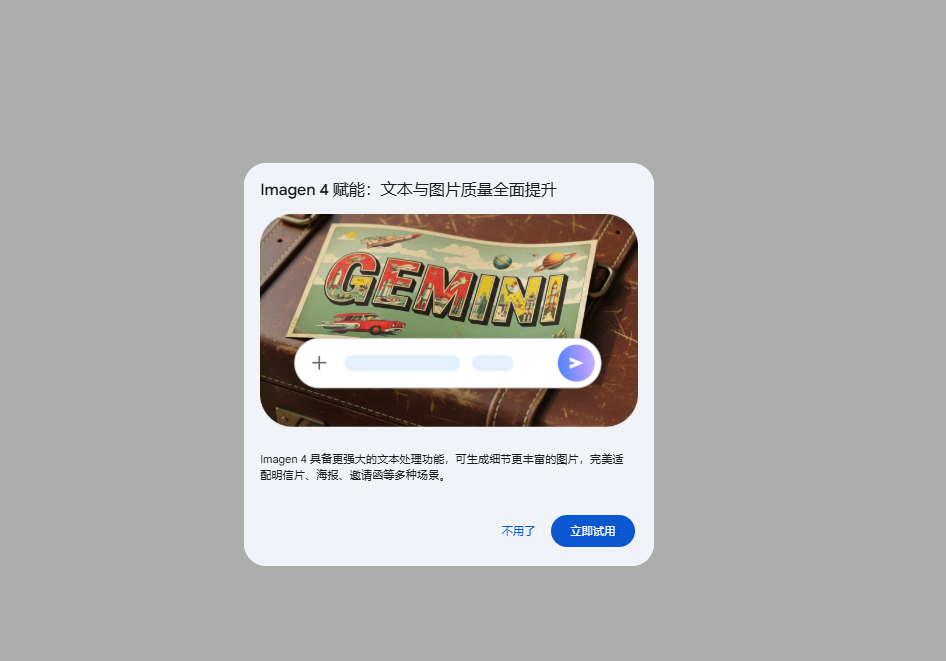 Imagen 4 赋能：文本与图片质量全面提升
GEMINI
Imagen 4 具备更强大的文本处理功能，可生成细节更丰富的图片，完美适
配明信片、海报、邀请函等多种场景。
不用了
立即试用